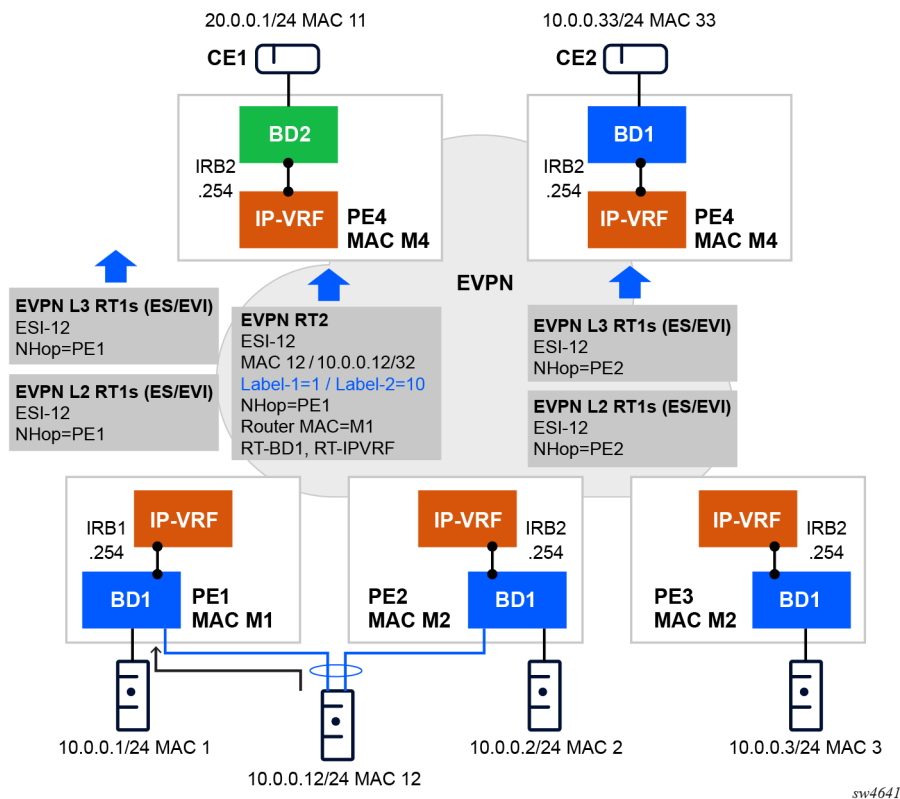 20.0.0.1/24 MAC 11
CE1
BD2
IRB2
.254
IP-VRF
PE4
MAC M4
10.0.0.33/24 MAC 33
CE2
BD1
IRB2
.254
IP-VRF
PE4
MAC M4
EVPN
EVPN L3 RT1s (ES/EVI)
ESI-12
NHop=PE1
EVPN L2 RT1s (ES/EVI)
ESI-12
NHop=PE1
EVPN RT2
ESI-12
MAC 12 / 10.0.0.12/32
Label-1=1 / Label-2=10
NHop=PE1
Router MAC=M1
RT-BD1, RT-IPVRF
EVPN L3 RT1s (ES/EVI)
ESI-12
NHop=PE2
EVPN L2 RT1s (ES/EVI)
ESI-12
NHop=PE2
IP-VRF
IRB1
.254
BD1
PE1
MAC M1
IP-VRF
IRB2
.254
PE2
MAC M2
BD1
IP-VRF
IRB2
.254
PE3
MAC M2
BD1
10.0.0.1/24 MAC 1
10.0.0.12/24 MAC 12
10.0.0.2/24 MAC 2
10.0.0.3/24 MAC 3
sw4641